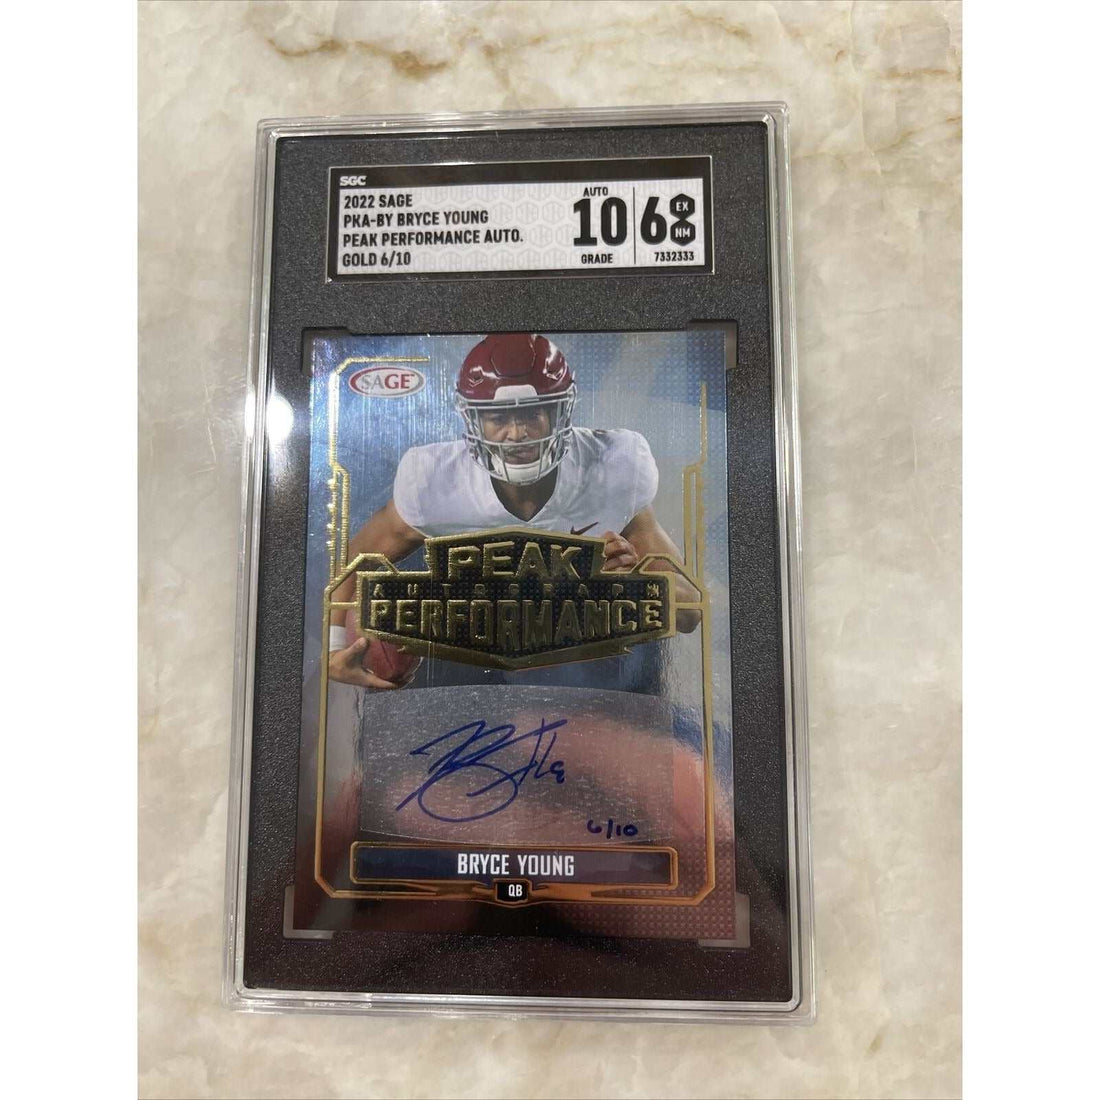 SGC
2022 SAGE
PKA-BY BRYCE YOUNG
PEAK PERFORMANCE AUTO.
GOLD 6/10
AUTO
10
GRADE
6
EX
NM
7332333
SAGE
PEAK
AUTOGRAPH
PERFORMANCE
6/10
BRYCE YOUNG
QB